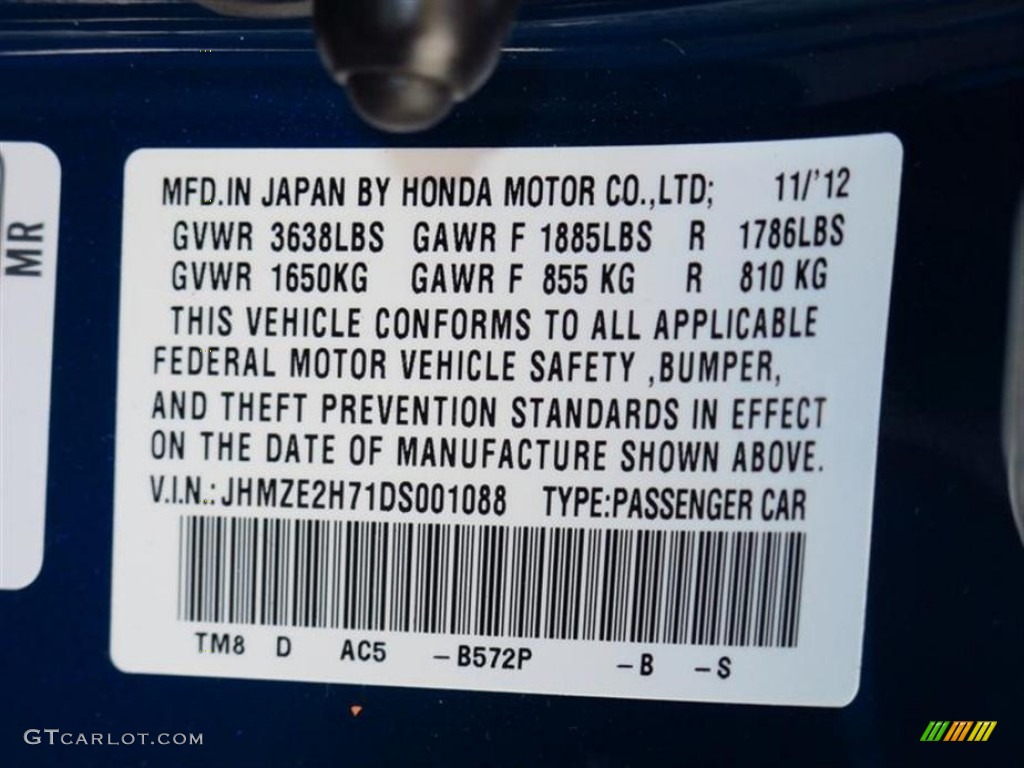 MR
MFD.IN JAPAN BY HONDA MOTOR CO.,LTD; 11/'12
GVWR 3638LBS GAWR F 1885LBS R 1786LBS
GVWR 1650KG GAWR F 855 KG R 810 KG
THIS VEHICLE CONFORMS TO ALL APPLICABLE
FEDERAL MOTOR VEHICLE SAFETY ,BUMPER,
AND THEFT PREVENTION STANDARDS IN EFFECT
ON THE DATE OF MANUFACTURE SHOWN ABOVE.
V.I.N.: JHMZE2H71DS001088 TYPE:PASSENGER CAR
TM8 D AC5 –B572P –B –S
GTCARLOT.COM